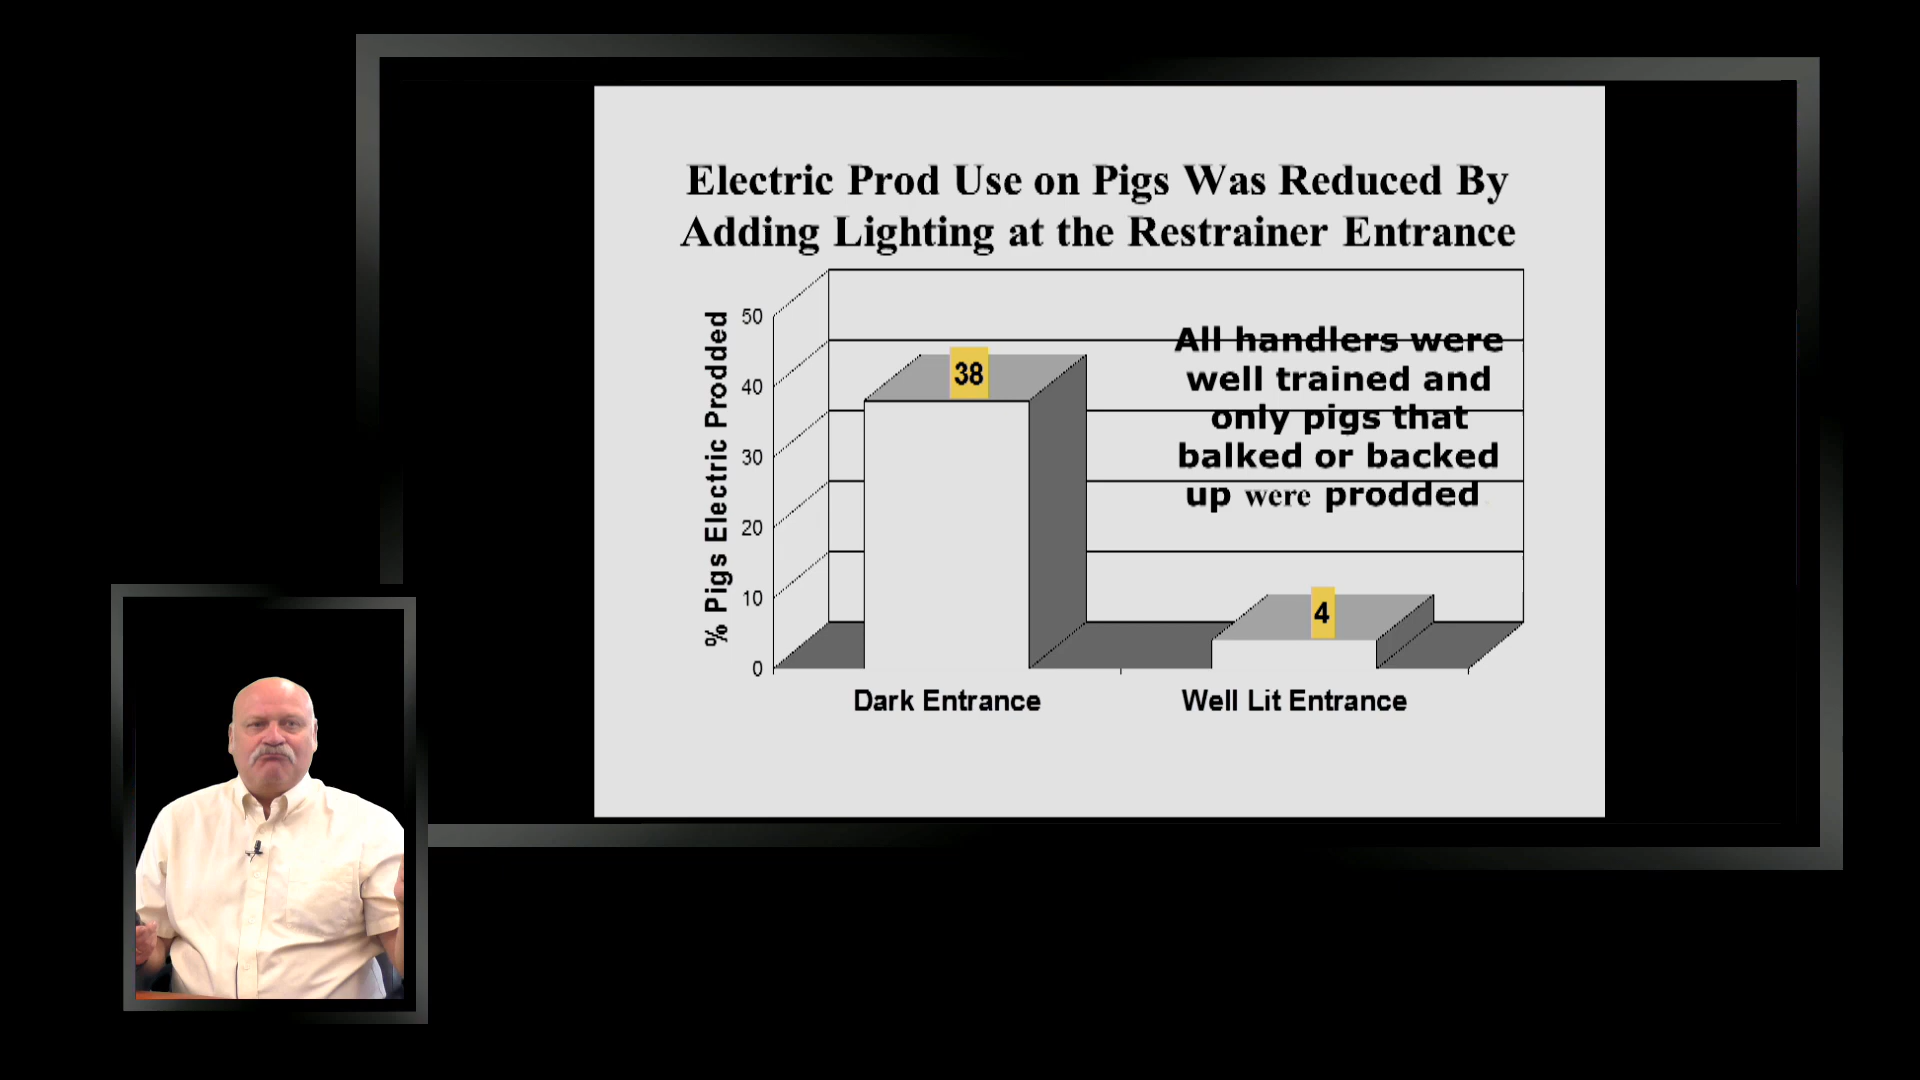 Electric Prod Use on Pigs Was Reduced By
Adding Lighting at the Restrainer Entrance
% Pigs Electric Prodded
50
40
30
20
10
0
38
4
All handlers were
well trained and
only pigs that
balked or backed
up were prodded
Dark Entrance
Well Lit Entrance